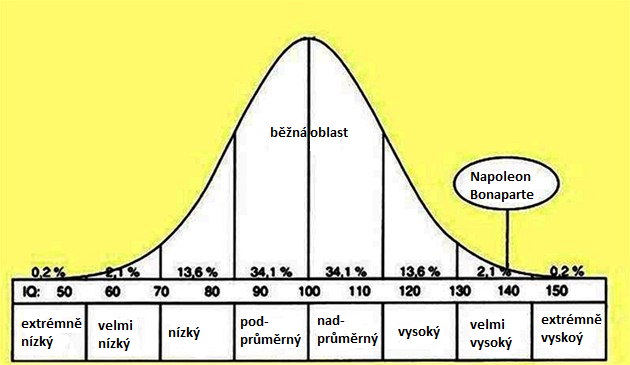 běžná oblast
Napoleon
Bonaparte
0,2 % 2,1 % 13,6 % 34,1 % 34,1 % 13,6 % 2,1 % 0,2 %
IQ: 50 60 70 80 90 100 110 120 130 140 150
extrémně
nízký
velmi
nízký
nízký
pod-
průměrný
nad-
průměrný
vysoký
velmi
vysoký
extrémně
vyskoý